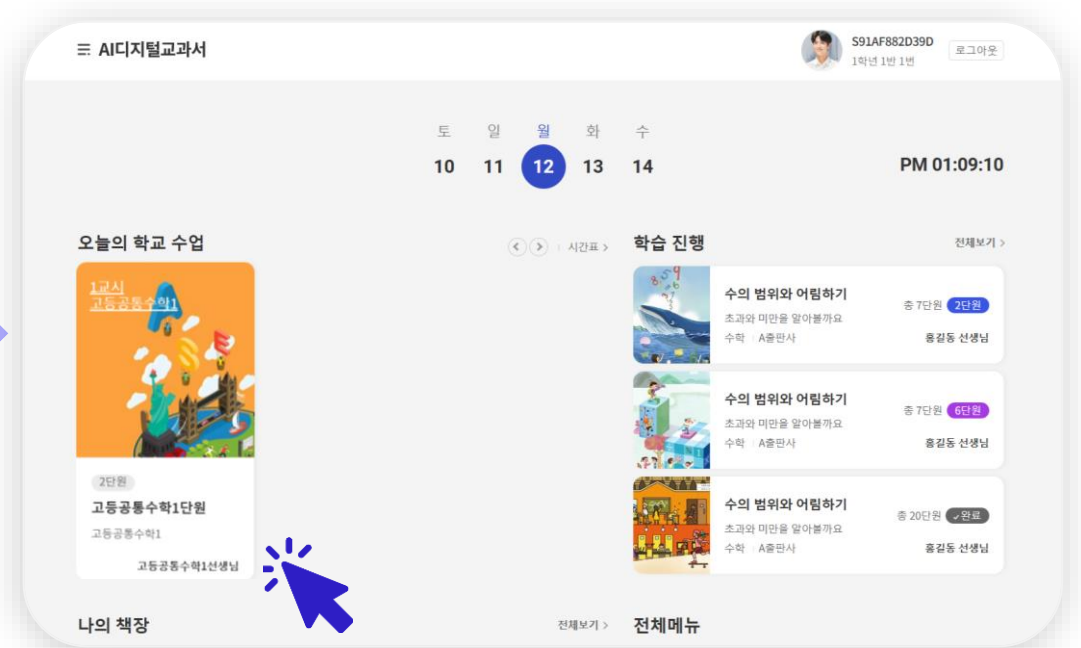 AI디지털교과서
S91AF882D39D
1학년 1반 1번
로그아웃
토 일 월 화 수
10 11 12 13 14
PM 01:09:10
오늘의 학교 수업
시간표 >
1교시
고등공통수학1
2단원
고등공통수학1단원
고등공통수학1
고등공통수학1선생님
학습 진행
전체보기 >
수의 범위와 어림하기
초과와 미만을 알아볼까요
수학 | A출판사
총 7단원 2단원
홍길동 선생님
수의 범위와 어림하기
초과와 미만을 알아볼까요
수학 | A출판사
총 7단원 6단원
홍길동 선생님
수의 범위와 어림하기
초과와 미만을 알아볼까요
수학 | A출판사
총 20단원 ✓완료
홍길동 선생님
나의 책장
전체보기 >
전체메뉴